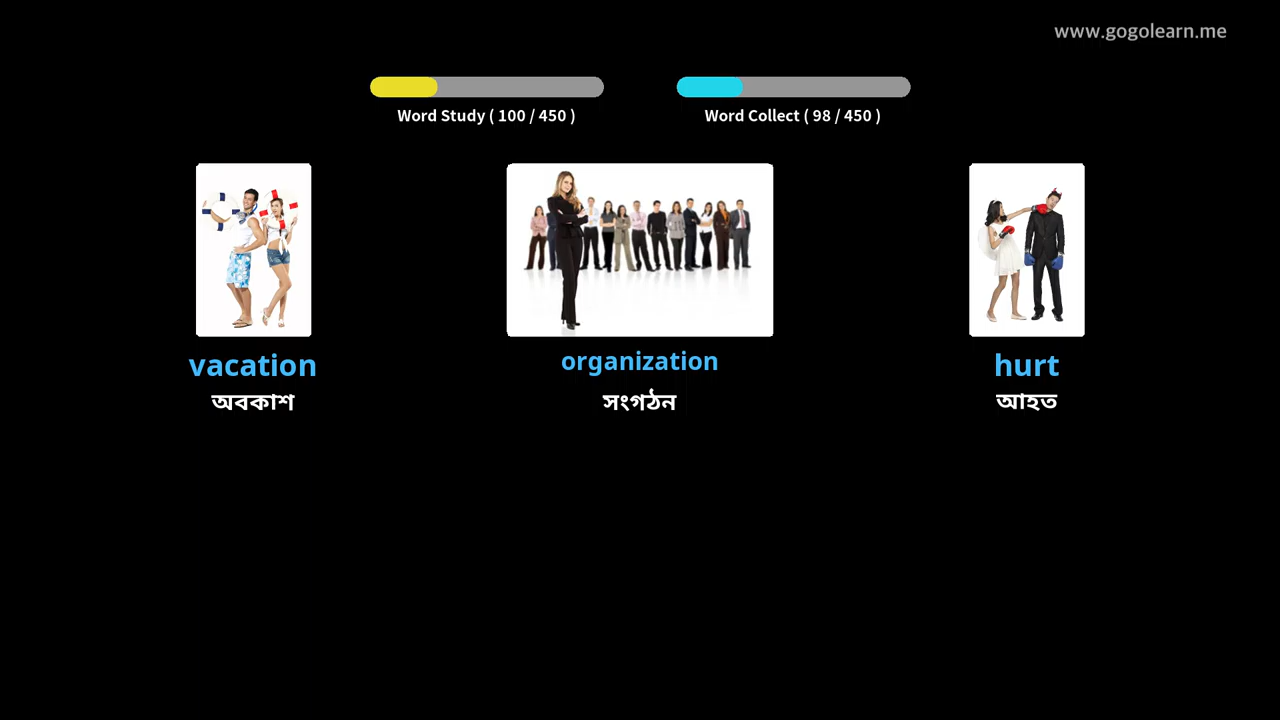 www.gogolearn.me
Word Study ( 100 / 450 )
Word Collect ( 98 / 450 )
vacation
অবকাশ
organization
সংগঠন
hurt
আহত